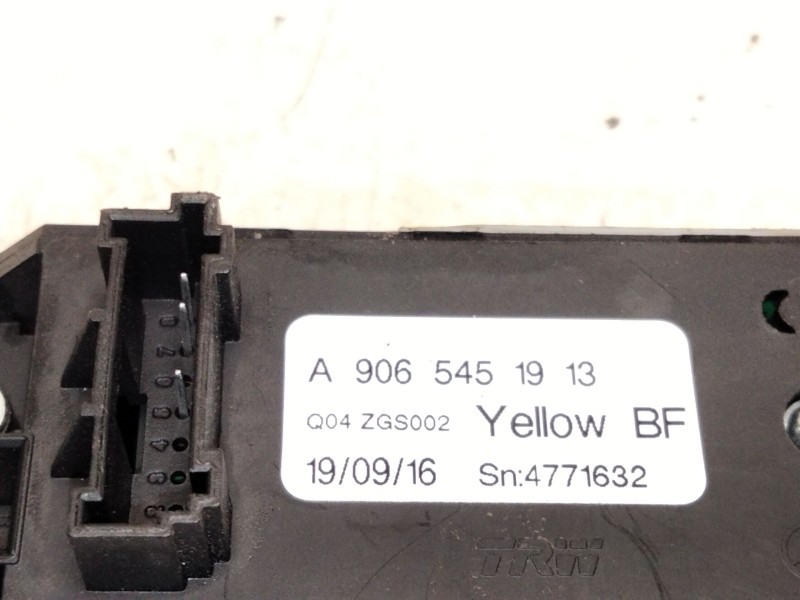 A 906 545 19 13
Q04 ZGS002 Yellow BF
19/09/16 Sn:4771632
TRW